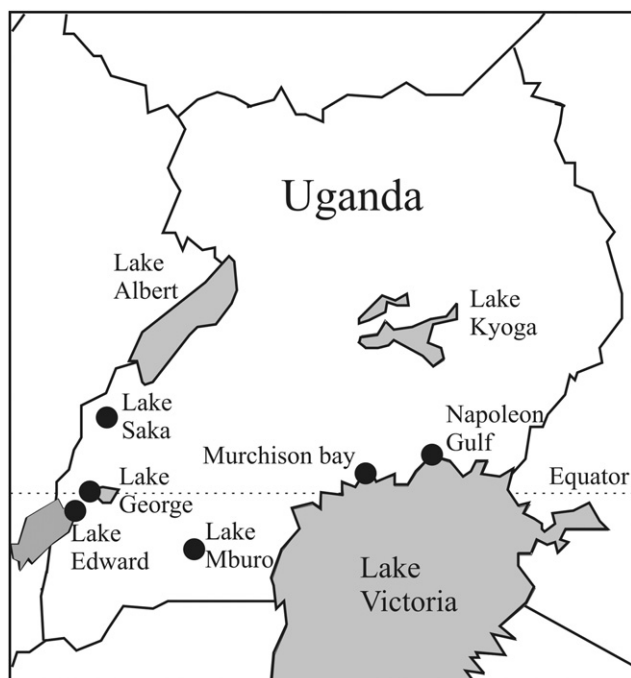 Uganda
Lake
Albert
Lake
Kyoga
Lake
Saka
Napoleon
Gulf
Murchison bay
Equator
Lake
George
Lake
Edward
Lake
Mburo
Lake
Victoria